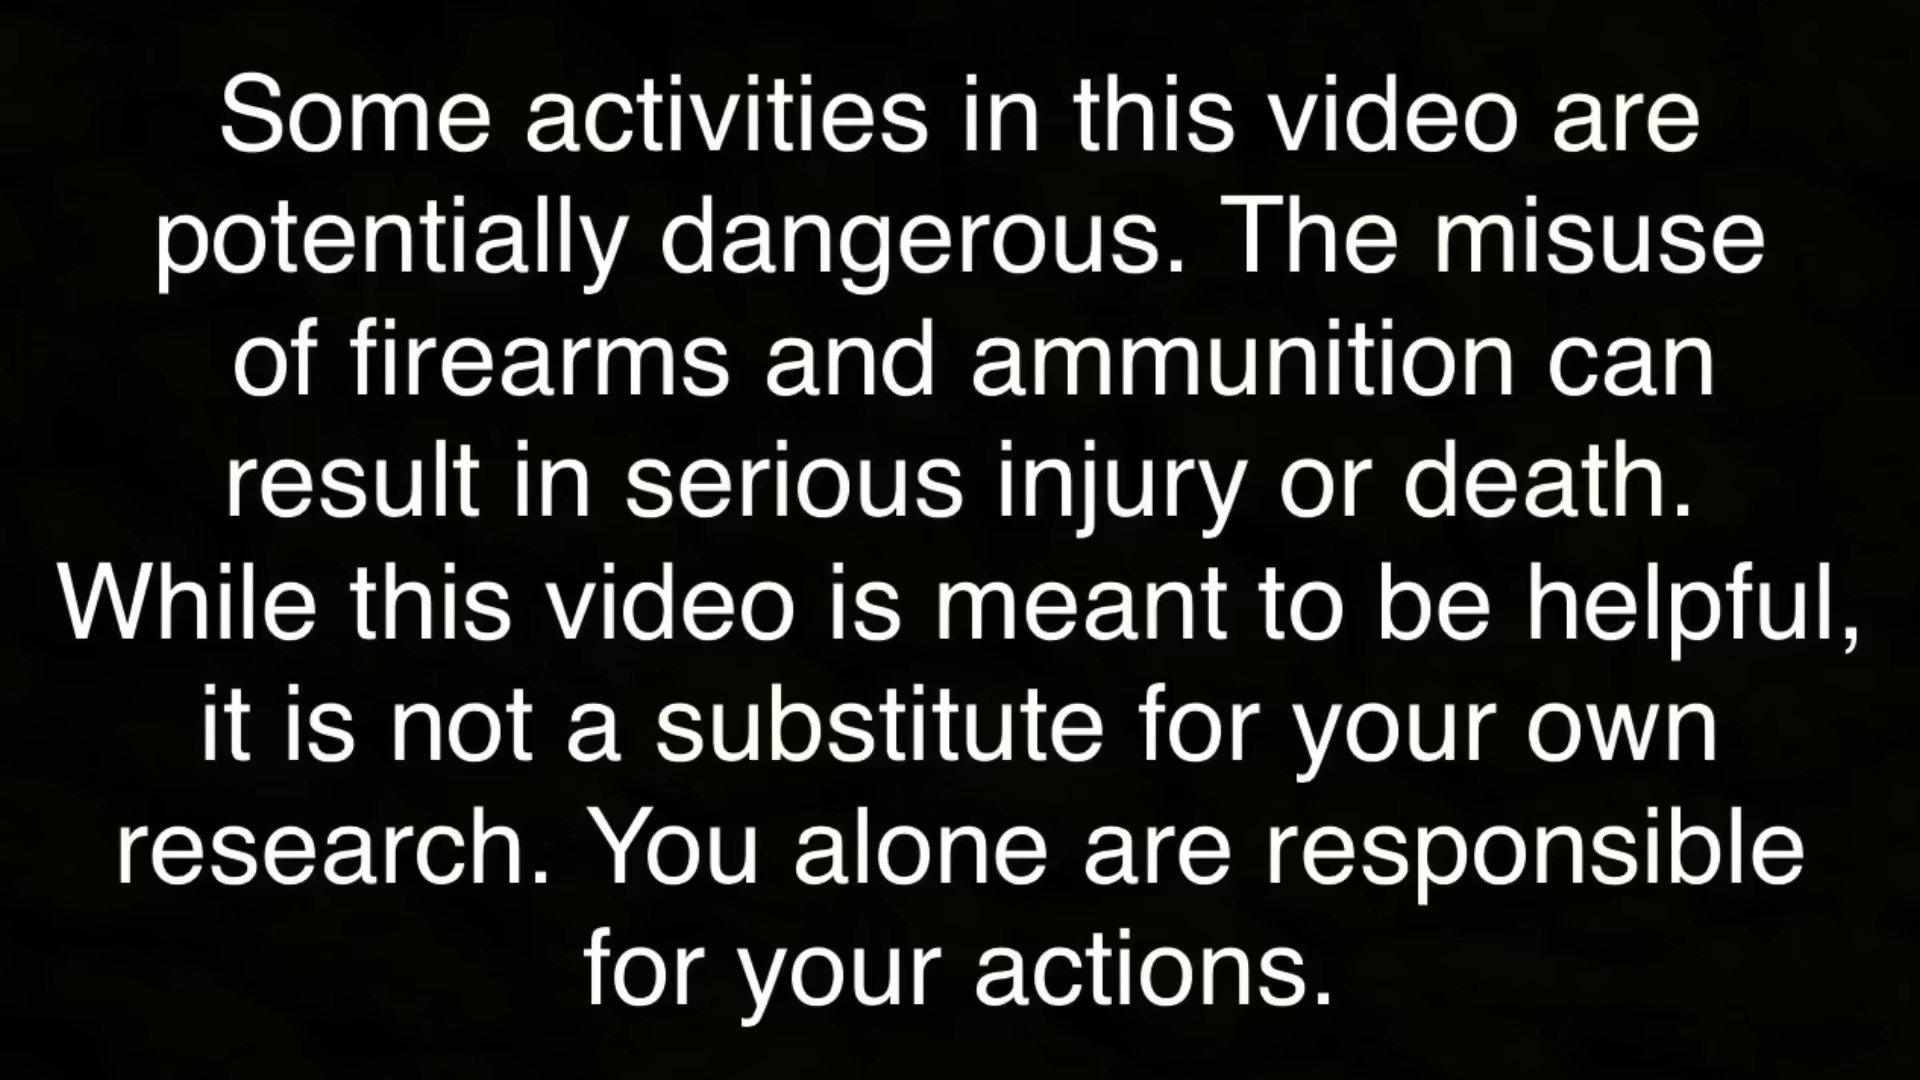 Some activities in this video are
potentially dangerous. The misuse
of firearms and ammunition can
result in serious injury or death.
While this video is meant to be helpful,
it is not a substitute for your own
research. You alone are responsible
for your actions.